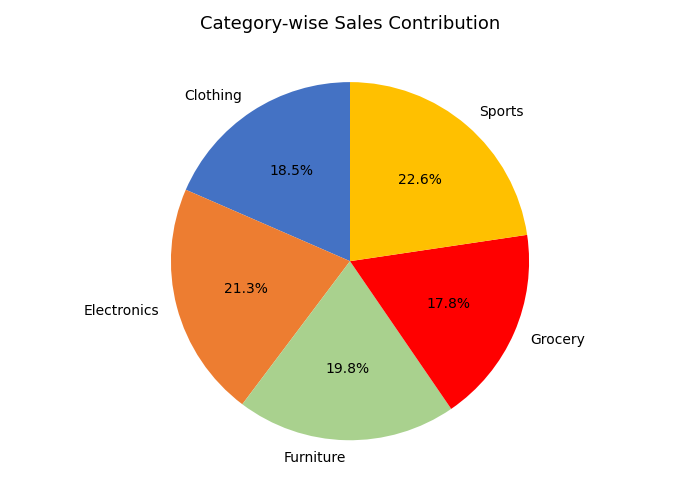 Category-wise Sales Contribution
Clothing
Sports
18.5%
22.6%
21.3%
17.8%
Electronics
Grocery
19.8%
Furniture